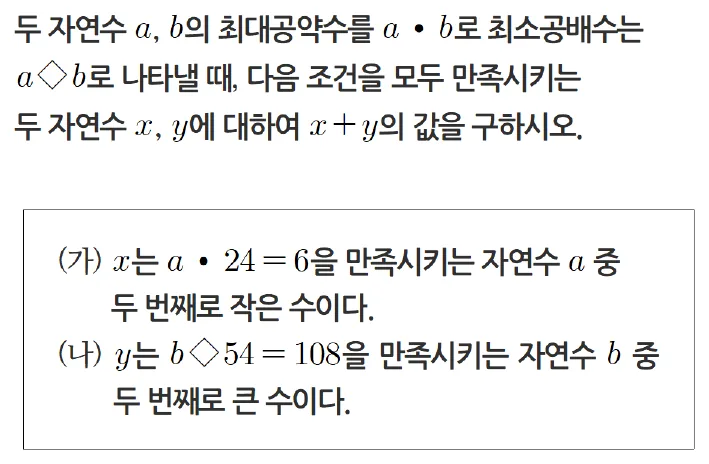 두 자연수 a, b의 최대공약수를 a • b로 최소공배수는
a◇b로 나타낼 때, 다음 조건을 모두 만족시키는
두 자연수 x, y에 대하여 x+y의 값을 구하시오.
(가) x는 a • 24=6을 만족시키는 자연수 a 중
두 번째로 작은 수이다.
(나) y는 b◇54=108을 만족시키는 자연수 b 중
두 번째로 큰 수이다.